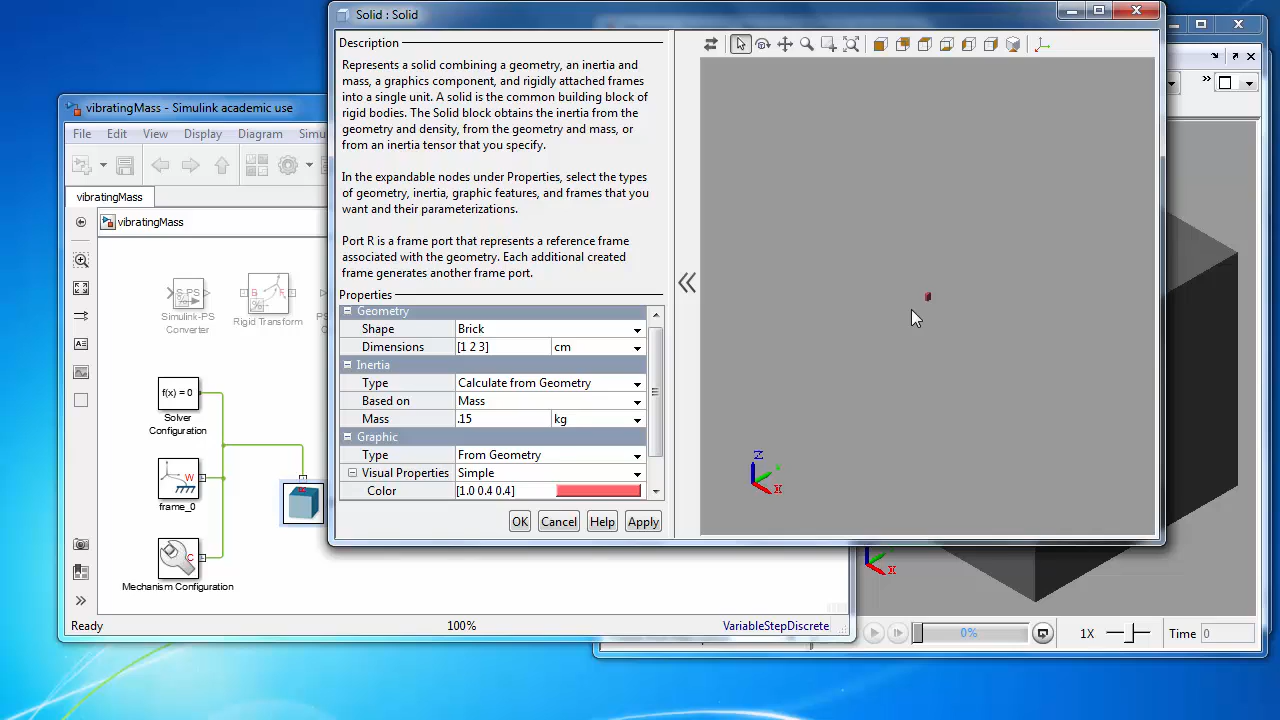 Solid : Solid
Description
Represents a solid combining a geometry, an inertia and
mass, a graphics component, and rigidly attached frames
into a single unit. A solid is the common building block of
rigid bodies. The Solid block obtains the inertia from the
geometry and density, from the geometry and mass, or
from an inertia tensor that you specify.
In the expandable nodes under Properties, select the types
of geometry, inertia, graphic features, and frames that you
want and their parameterizations.
Port R is a frame port that represents a reference frame
associated with the geometry. Each additional created
frame generates another frame port.
Properties
Geometry
Shape Brick
Dimensions [1 2 3] cm
Inertia
Type Calculate from Geometry
Based on Mass
Mass .15 kg
Graphic
Type From Geometry
Visual Properties Simple
Color [1.0 0.4 0.4]
OK Cancel Help Apply
Z
X
vibratingMass - Simulink academic use
File Edit View Display Diagram Simu
vibratingMass
vibratingMass
S PS
Simulink-PS
Converter
B F
Rigid Transform
f(x) = 0
Solver
Configuration
W
frame_0
C
Mechanism Configuration
Ready 100% VariableStepDiscrete
X
0% 1X Time 0